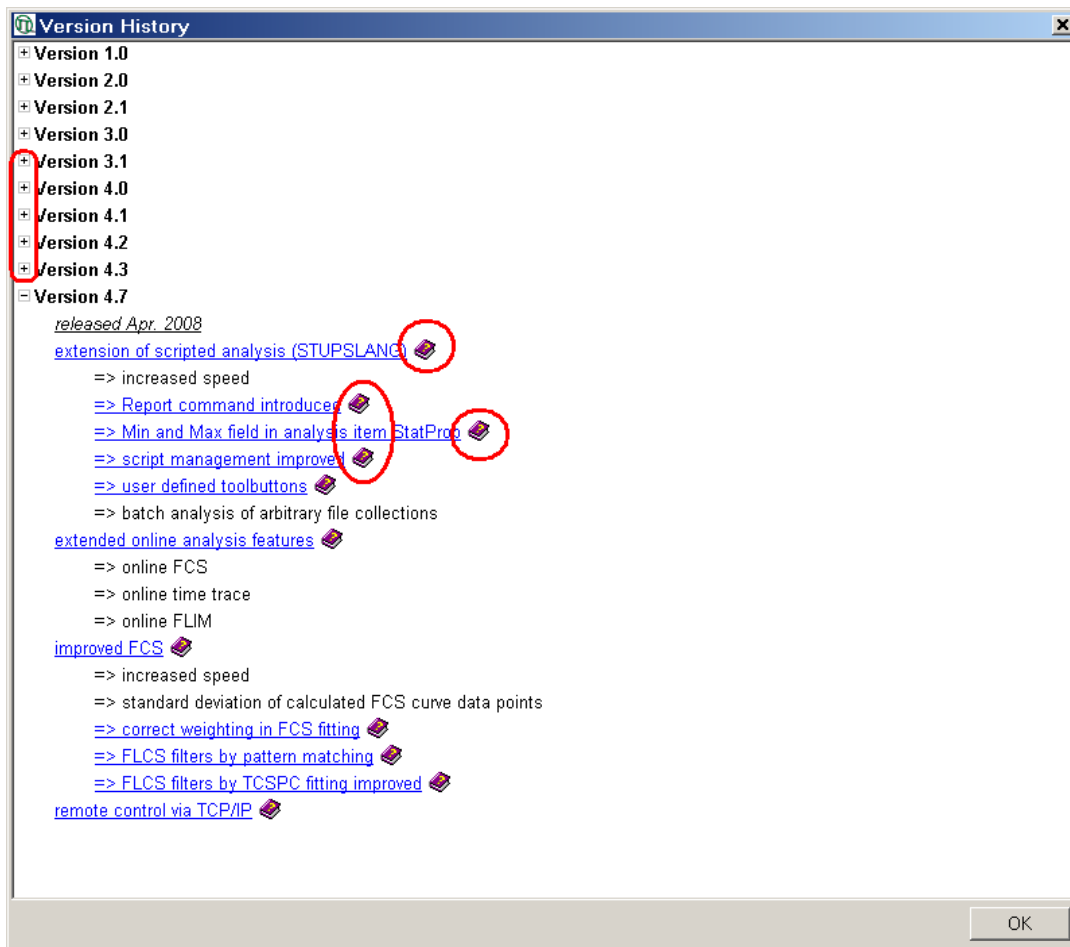 Version History
Version 1.0
Version 2.0
Version 2.1
Version 3.0
Version 3.1
Version 4.0
Version 4.1
Version 4.2
Version 4.3
Version 4.7
released Apr. 2008
extension of scripted analysis (STUPSLANG)
=> increased speed
=> Report command introduced
=> Min and Max field in analysis item StatProp
=> script management improved
=> user defined toolbuttons
=> batch analysis of arbitrary file collections
extended online analysis features
=> online FCS
=> online time trace
=> online FLIM
improved FCS
=> increased speed
=> standard deviation of calculated FCS curve data points
=> correct weighting in FCS fitting
=> FLCS filters by pattern matching
=> FLCS filters by TCSPC fitting improved
remote control via TCP/IP
OK